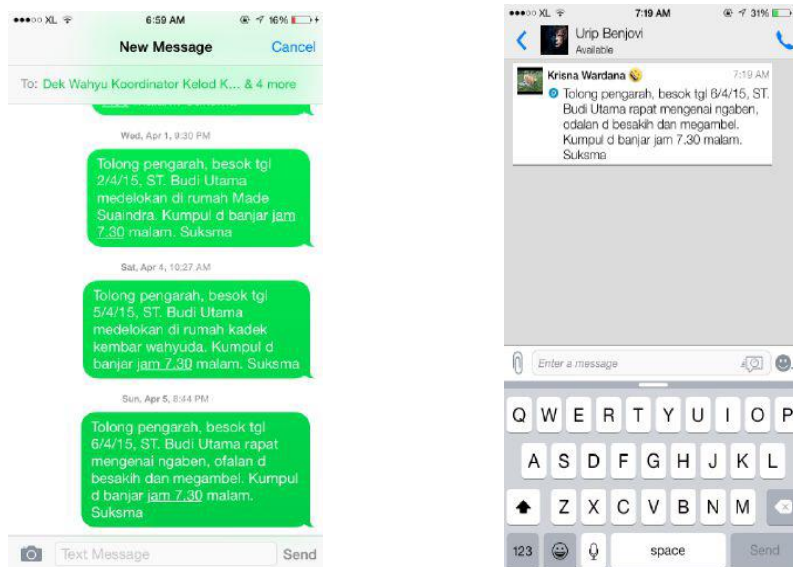 XL 6:59 AM 16%
New Message Cancel
To: Dek Wahyu Koordinator Kelod K... & 4 more
Wed, Apr 1, 9:30 PM
Tolong pengarah, besok tgl
2/4/15, ST. Budi Utama
medelokan di rumah Made
Suaindra. Kumpul d banjar jam
7.30 malam. Suksma
Sat, Apr 4, 10:27 AM
Tolong pengarah, besok tgl
5/4/15, ST. Budi Utama
medelokan di rumah kadek
kembar wahyuda. Kumpul d
banjar jam 7.30 malam. Suksma
Sun, Apr 5, 8:44 PM
Tolong pengarah, besok tgl
6/4/15, ST. Budi Utama rapat
mengenai ngaben, ofalan d
besakih dan megambel. Kumpul
d banjar jam 7.30 malam.
Suksma
Text Message Send
XL 7:19 AM 31%
Urip Benjovi
Available
Krisna Wardana 7:19 AM
Tolong pengarah, besok tgl 6/4/15, ST.
Budi Utama rapat mengenai ngaben,
odalan d besakih dan megambel.
Kumpul d banjar jam 7.30 malam.
Suksma
Enter a message
Q W E R T Y U I O P
A S D F G H J K L
Z X C V B N M
123 space Send